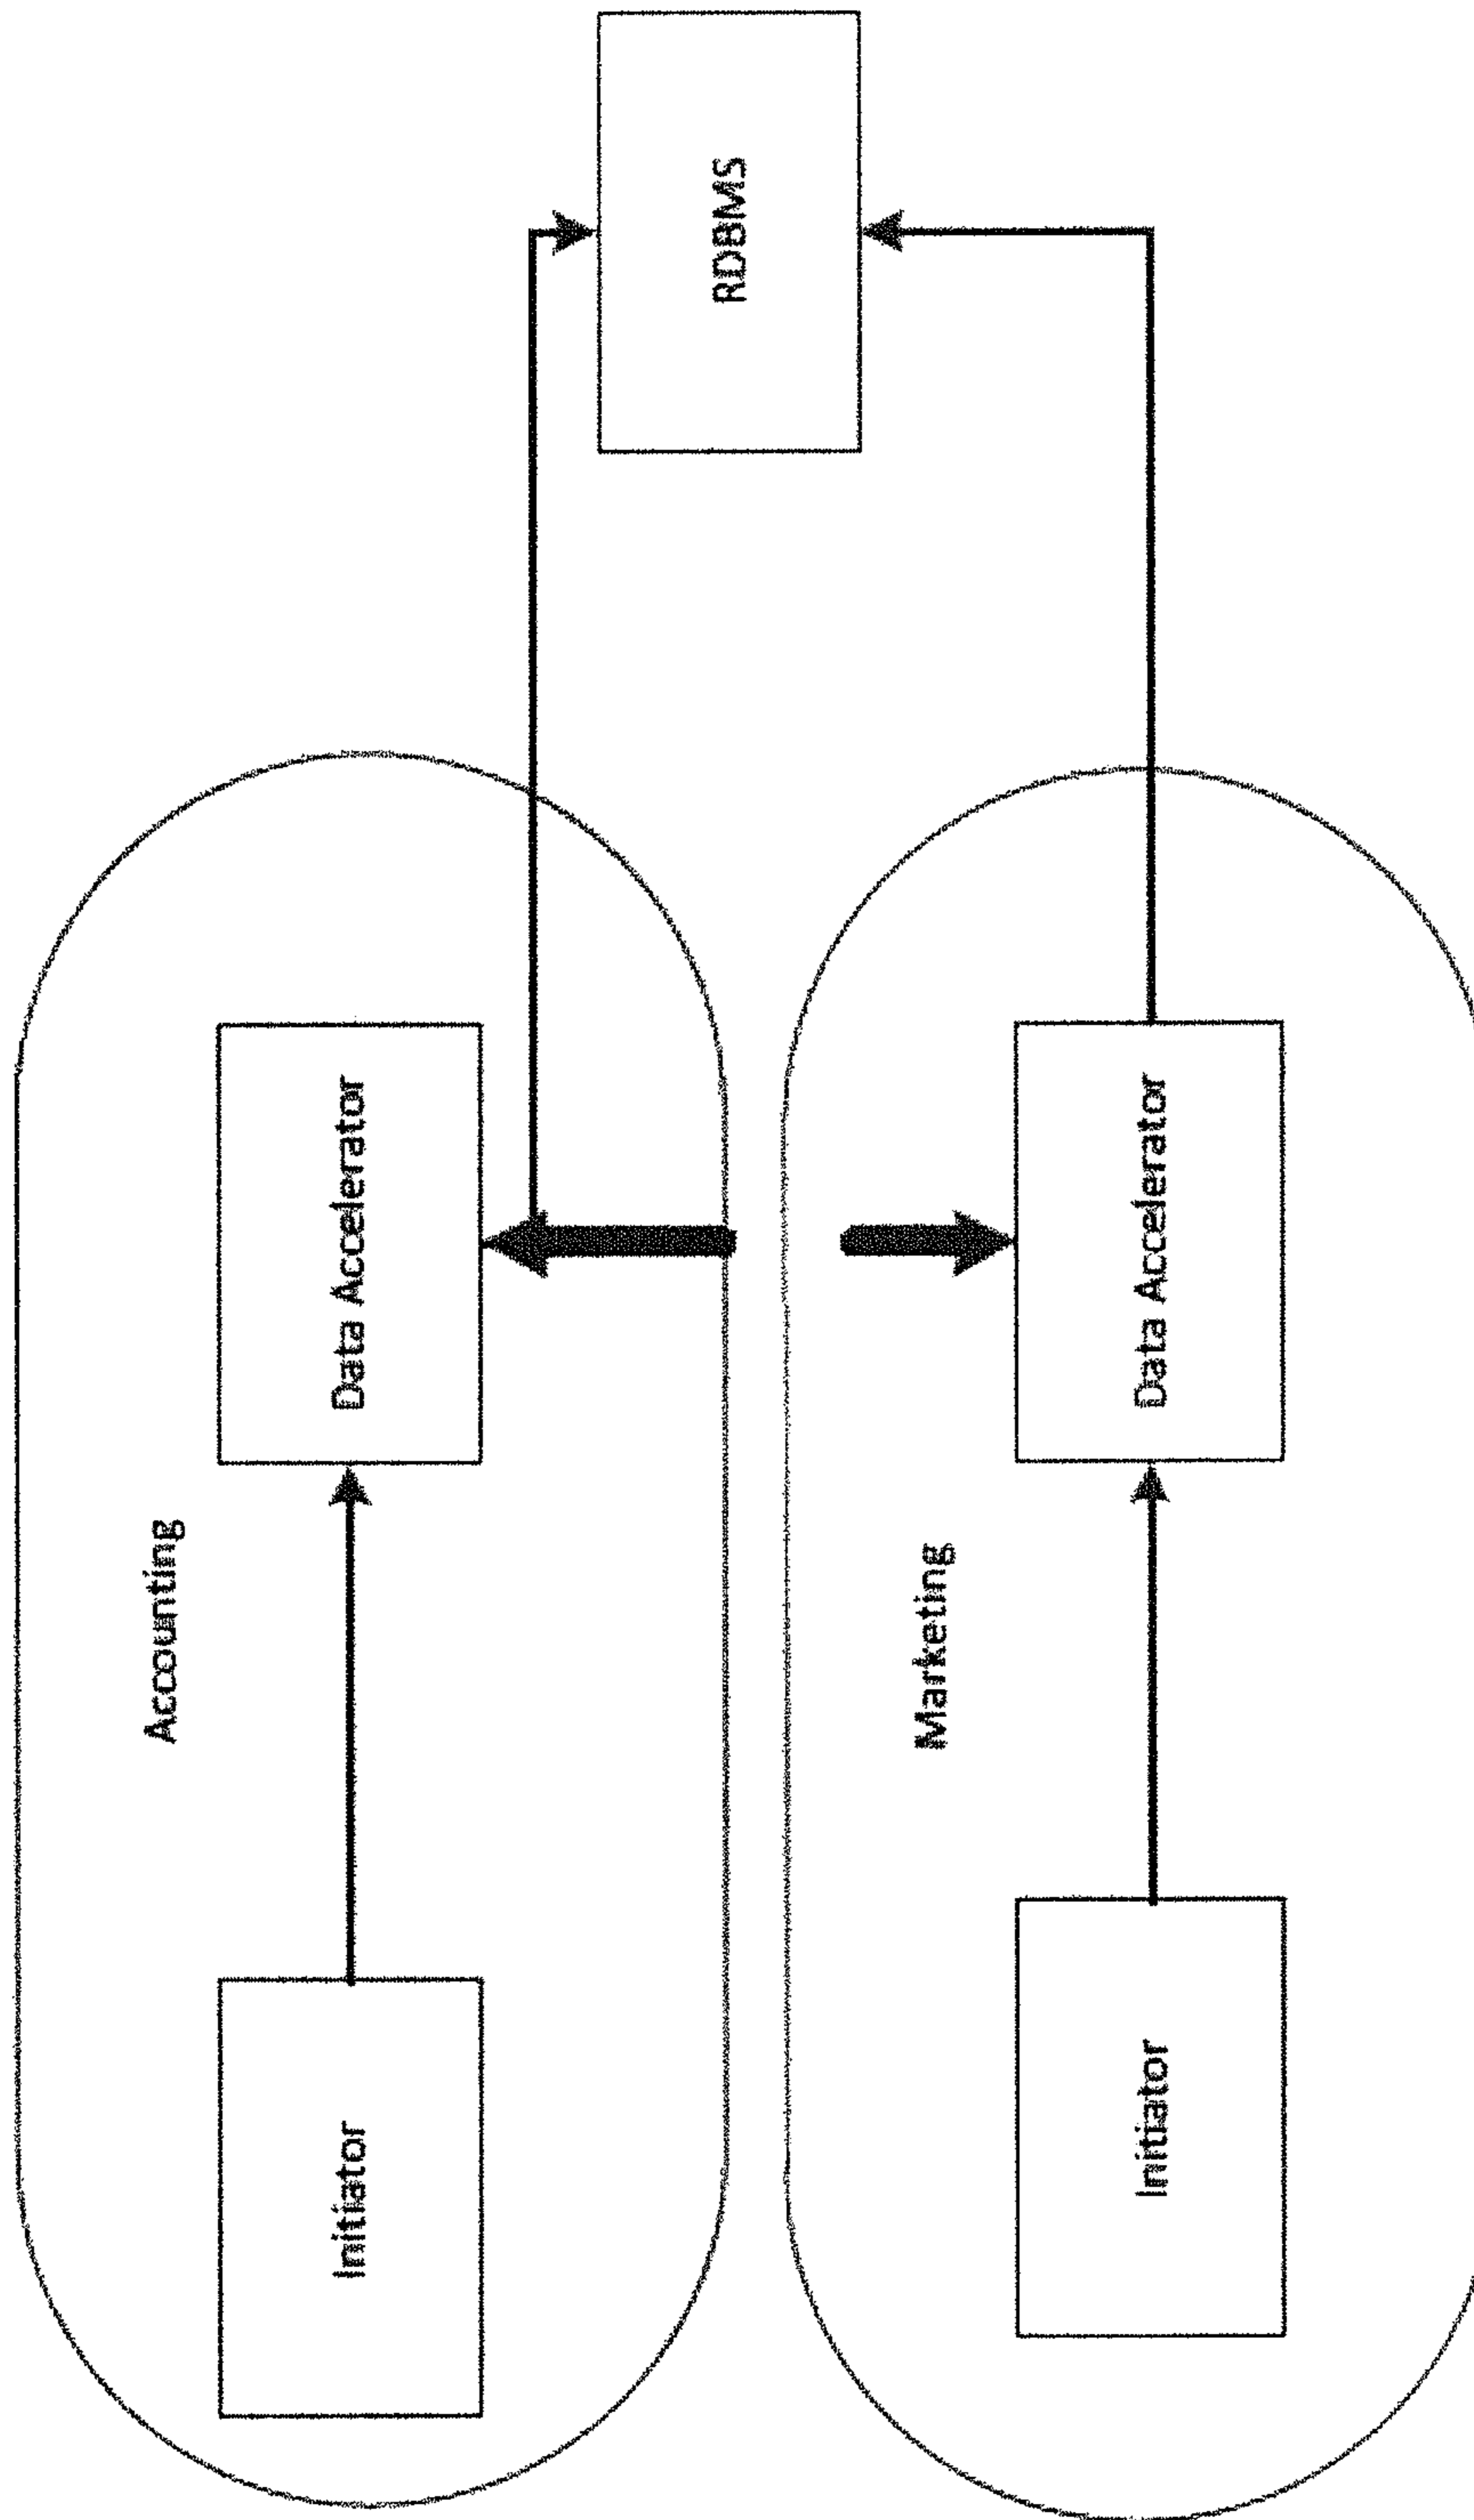 Accounting
Initiator
Data Accelerator
RDBMS
Marketing
Initiator
Data Accelerator